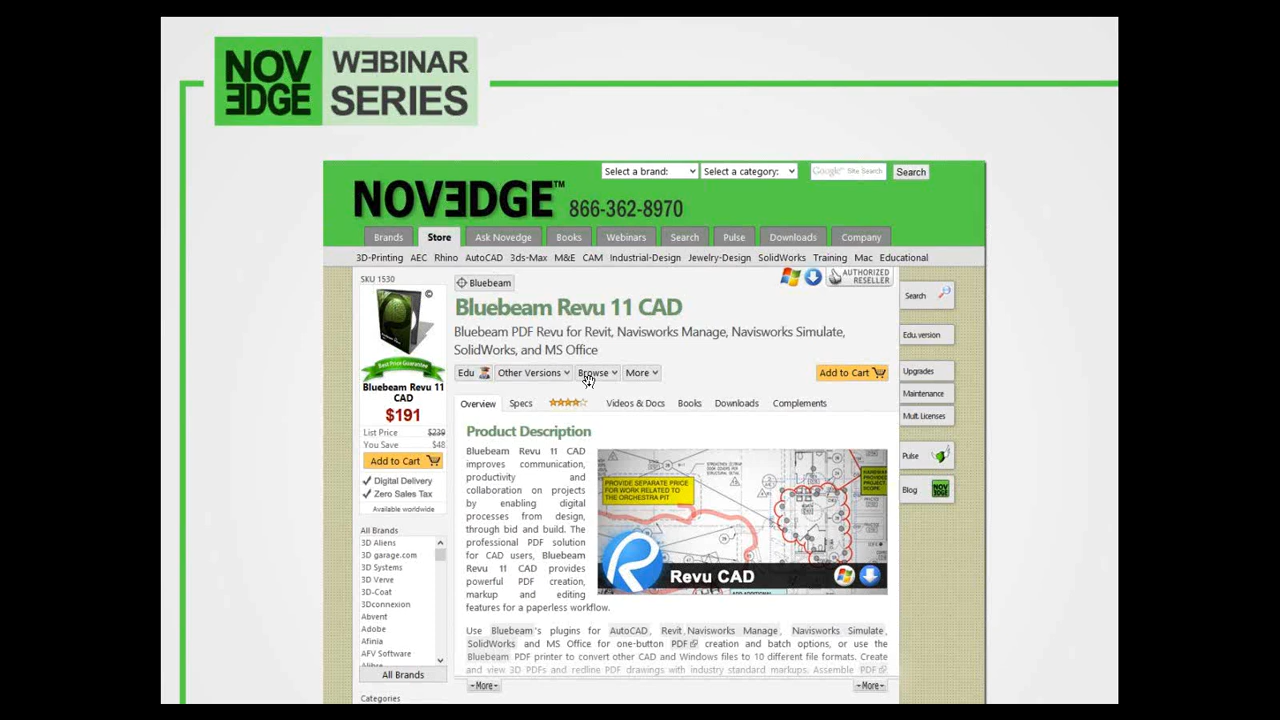 NOV
EDGE
WEBINAR
SERIES
Select a brand:
Select a category:
Google Site Search
Search
NOVEDGE™
866-362-8970
Brands
Store
Ask Novedge
Books
Webinars
Search
Pulse
Downloads
Company
3D-Printing AEC Rhino AutoCAD 3ds-Max M&E CAM Industrial-Design Jewelry-Design SolidWorks Training Mac Educational
SKU 1530
©
Best Price Guarantee
Bluebeam Revu 11
CAD
$191
List Price $239
You Save $48
Add to Cart
✓ Digital Delivery
✓ Zero Sales Tax
Available worldwide
All Brands
3D Aliens
3D garage.com
3D Systems
3D Verve
3D-Coat
3Dconnexion
Abvent
Adobe
Afinia
AFV Software
Alibre
All Brands
Categories
Bluebeam
AUTHORIZED
RESELLER
Bluebeam Revu 11 CAD
Bluebeam PDF Revu for Revit, Navisworks Manage, Navisworks Simulate,
SolidWorks, and MS Office
Edu
Other Versions
Browse
More
Add to Cart
Overview
Specs
Videos & Docs
Books
Downloads
Complements
Product Description
Bluebeam Revu 11 CAD
improves communication,
productivity and
collaboration on projects
by enabling digital
processes from design,
through bid and build. The
professional PDF solution
for CAD users, Bluebeam
Revu 11 CAD provides
powerful PDF creation,
markup and editing
features for a paperless workflow.
PROVIDE SEPARATE PRICE
FOR WORK RELATED TO
THE ORCHESTRA PIT
Revu CAD
Use Bluebeam's plugins for AutoCAD, Revit, Navisworks Manage, Navisworks Simulate,
SolidWorks and MS Office for one-button PDF creation and batch options, or use the
Bluebeam PDF printer to convert other CAD and Windows files to 10 different file formats. Create
and view 3D PDFs and redline PDF drawings with industry standard markups. Assemble PDF
-More-
-More-
Search
Edu.version
Upgrades
Maintenance
Mult. Licenses
Pulse
Blog
NOV
EDGE